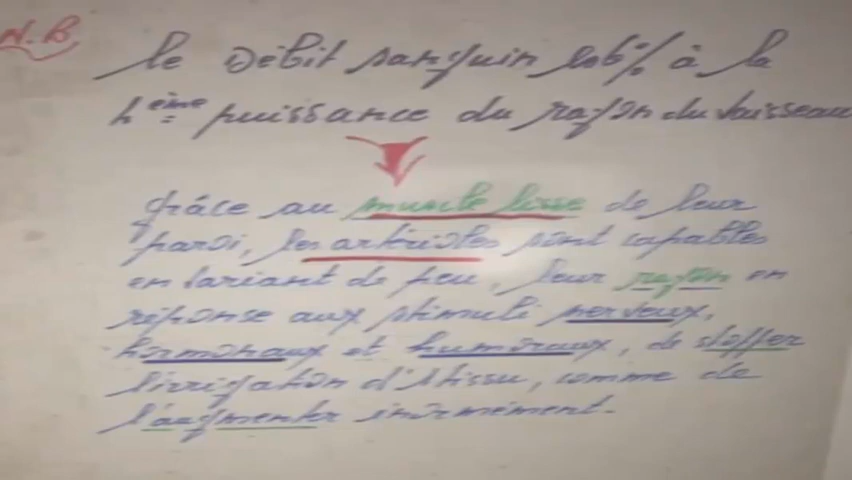 N.B
Le Débit sanguin est % à la
4ème puissance du rayon du vaisseau
grâce au muscle lisse de leur
paroi, les artérioles sont capables
en variant de peu, leur rayon en
réponse aux stimuli nerveux,
hormonaux et humoraux, de stopper
l'irrigation d'1 tissu, comme de
l'augmenter énormément.